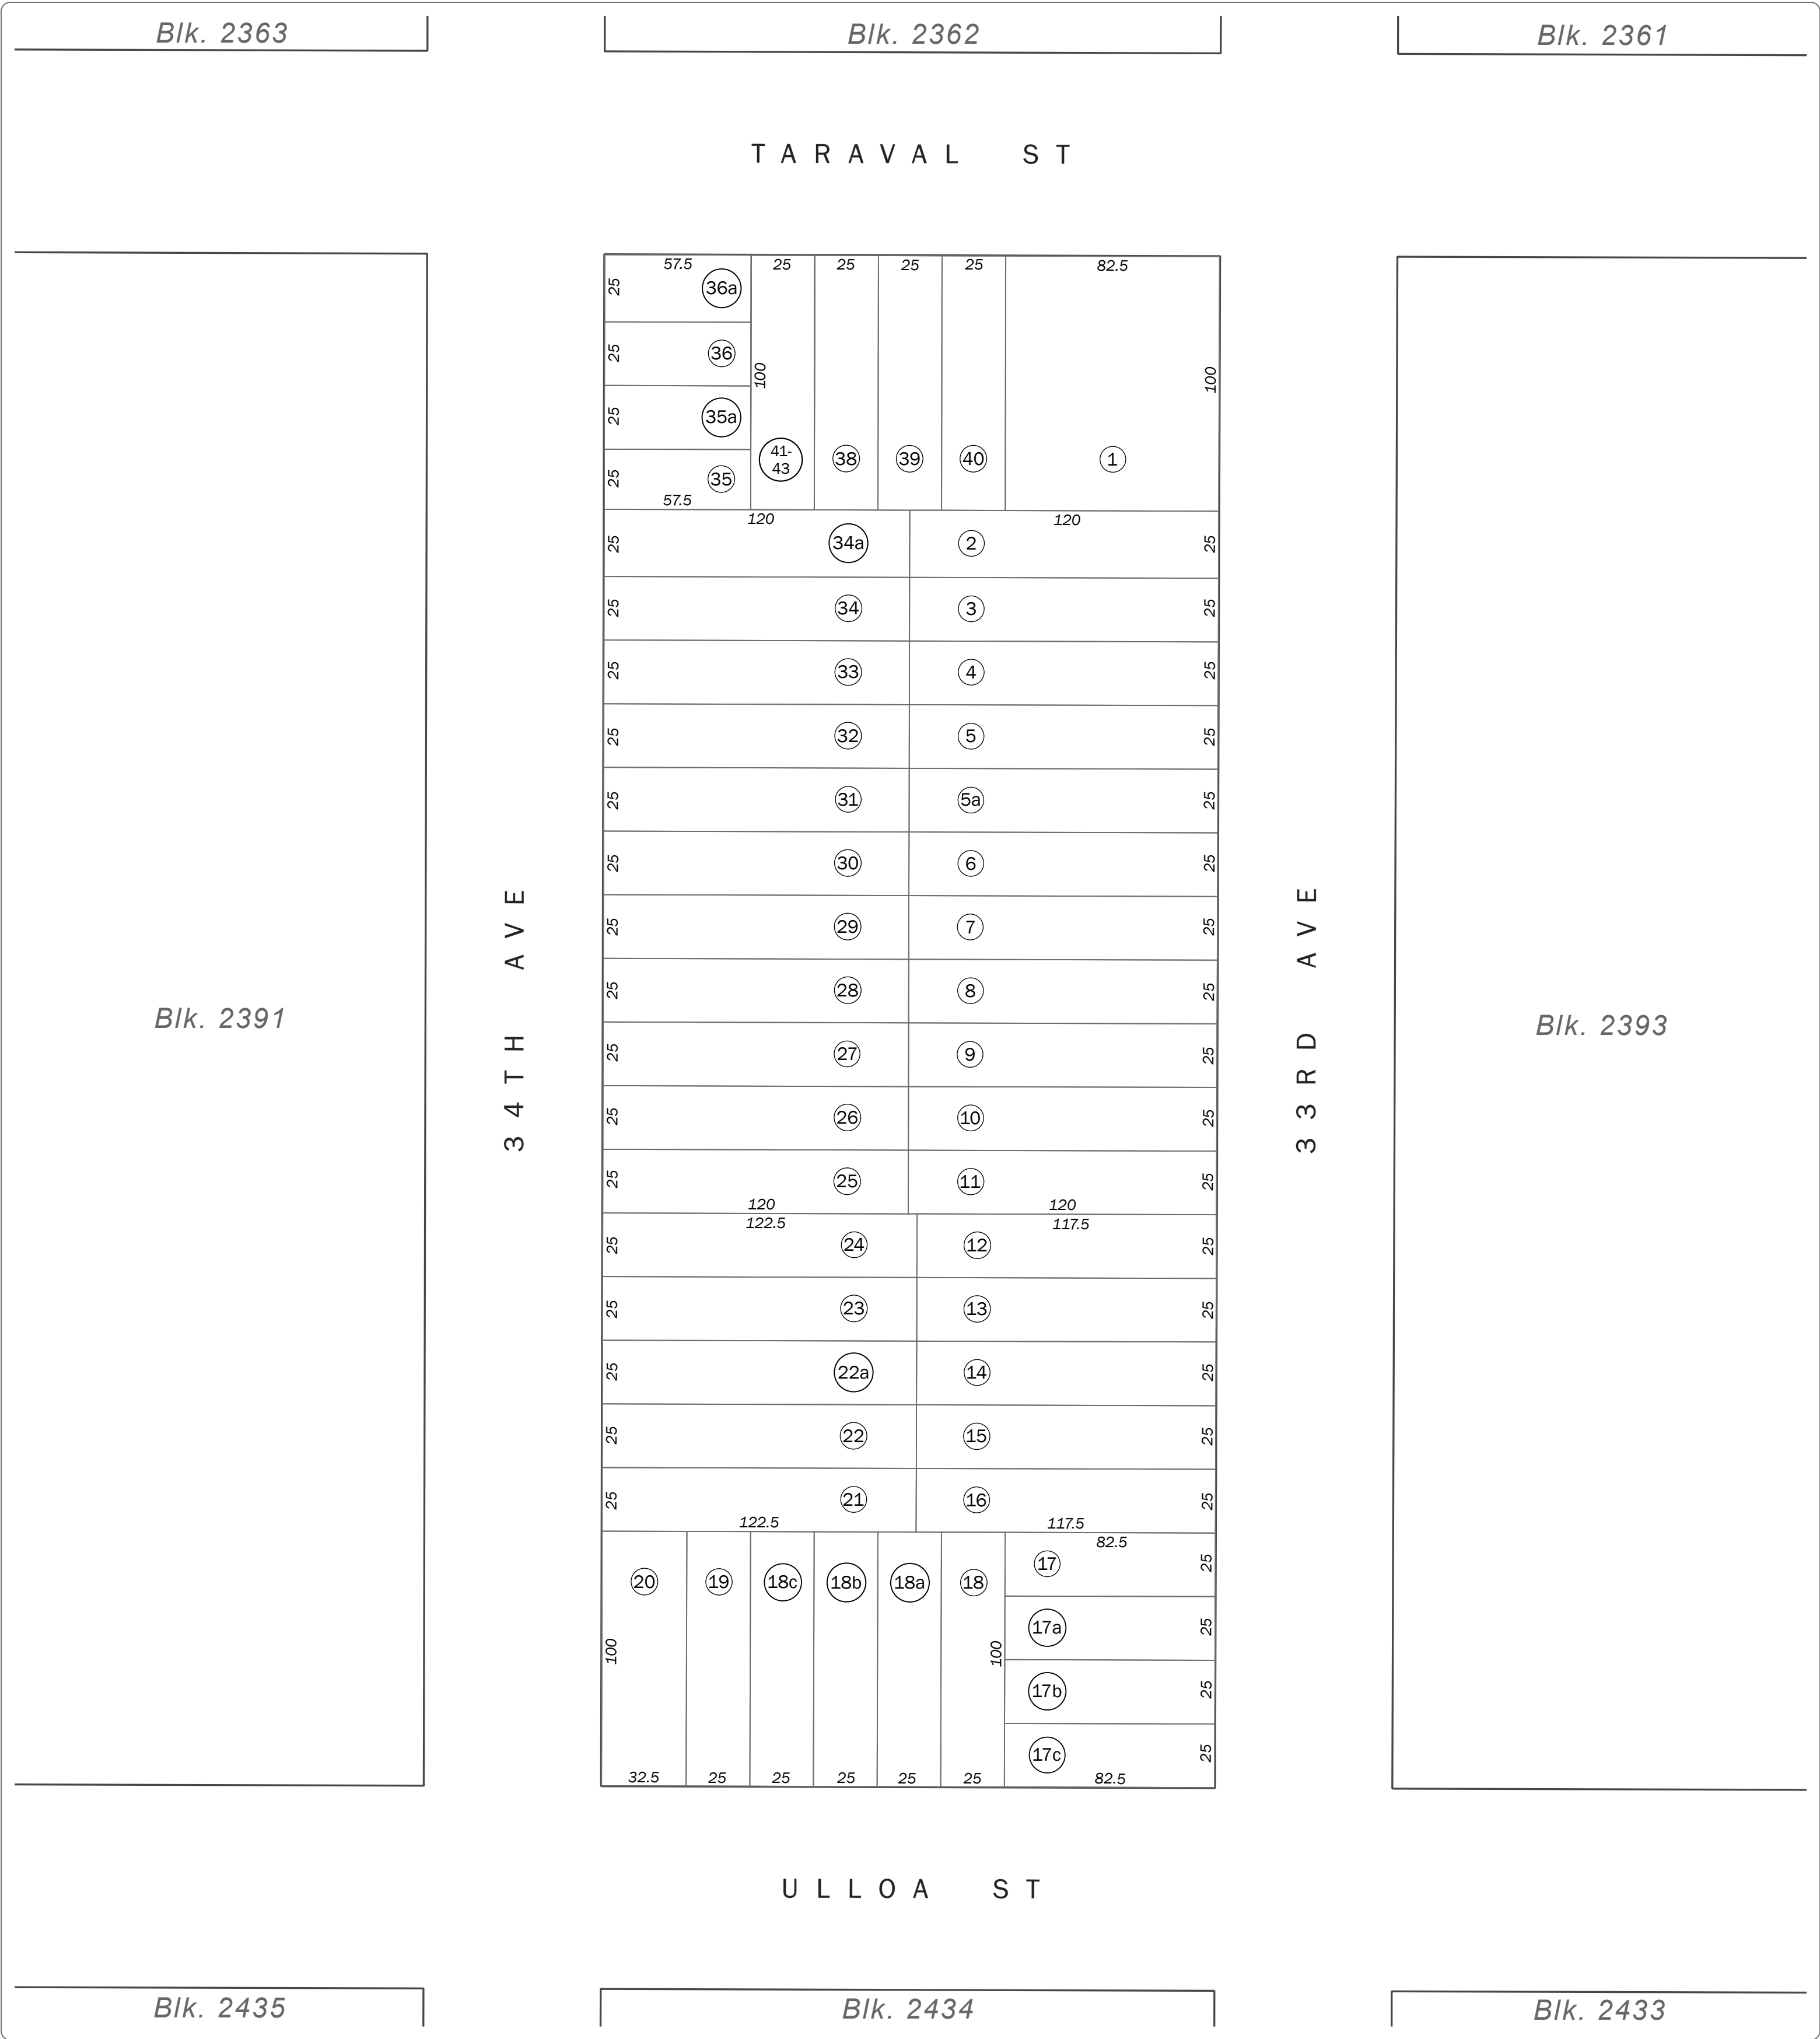 Blk. 2363
Blk. 2362
Blk. 2361
TARAVAL ST
57.5 25 25 25 25 82.5
25 36a
25 36
100 100
25 35a
41-
43
38 39 40 1
25 35
57.5
120 120
25 34a 2 25
25 34 3 25
25 33 4 25
25 32 5 25
25 31 5a 25
25 30 6 25
25 29 7 25
25 28 8 25
25 27 9 25
25 26 10 25
25 25 11 25
120 120
122.5 117.5
25 24 12 25
25 23 13 25
25 22a 14 25
25 22 15 25
25 21 16 25
122.5 117.5
82.5
20 19 18c 18b 18a 18 17 25
17a 25
100 100
17b 25
17c 25
32.5 25 25 25 25 25 82.5
34TH AVE
33RD AVE
Blk. 2391
Blk. 2393
ULLOA ST
Blk. 2435
Blk. 2434
Blk. 2433